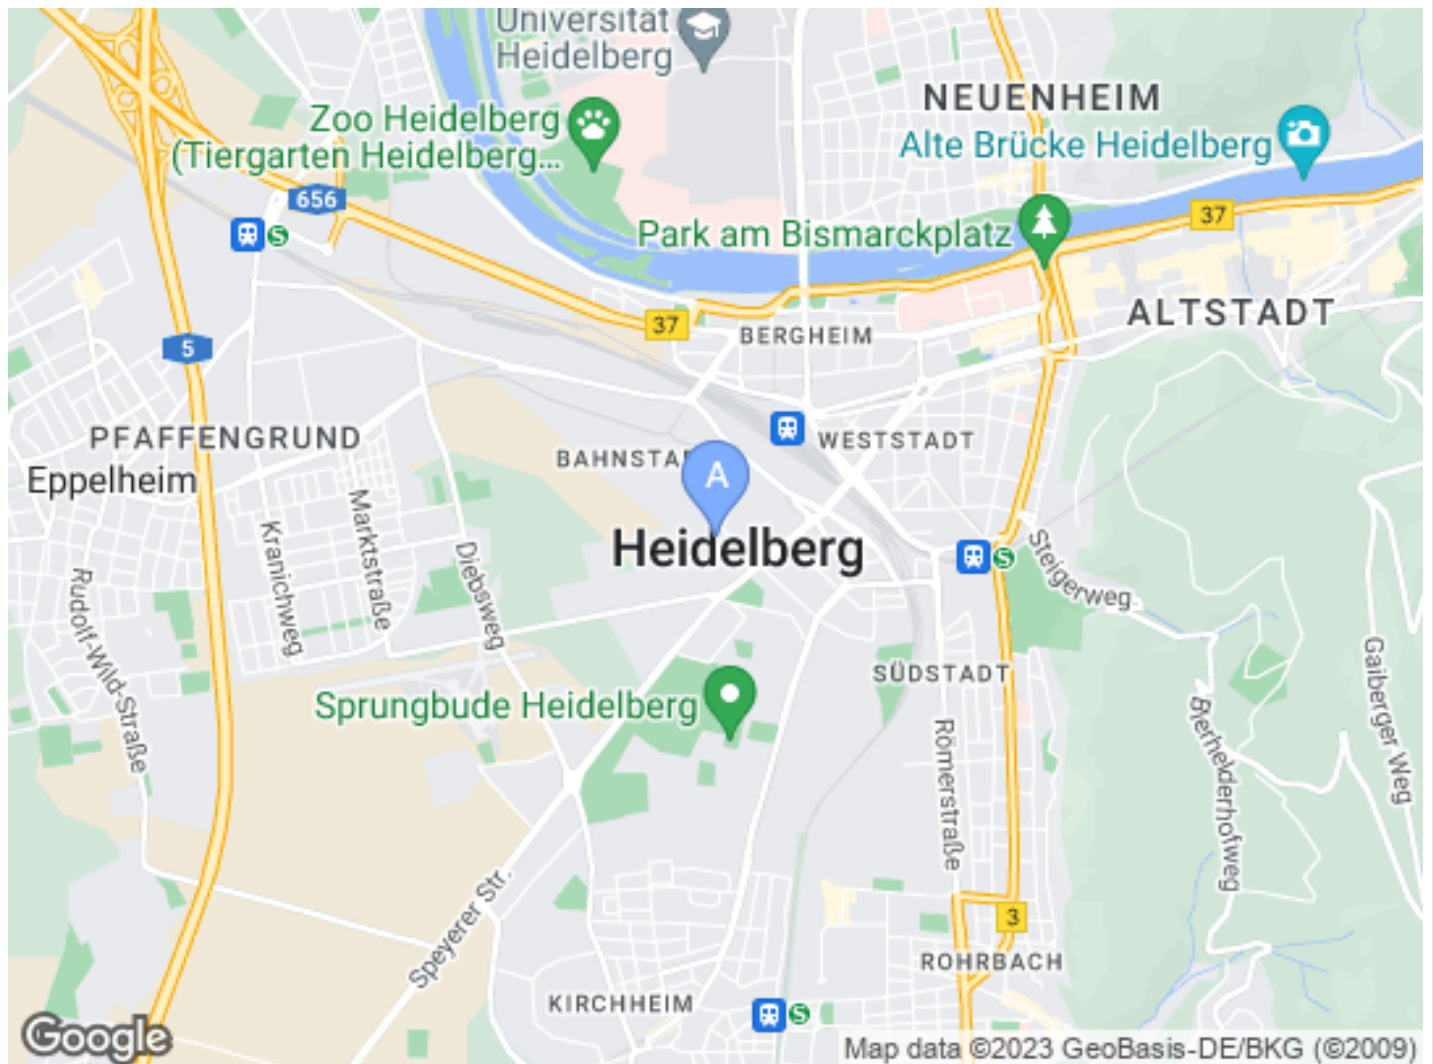 Universität
Heidelberg
NEUENHEIM
Zoo Heidelberg
(Tiergarten Heidelberg...
Alte Brücke Heidelberg
656
37
S
Park am Bismarckplatz
ALTSTADT
37
BERGHEIM
5
PFAFFENGRUND
WESTSTADT
BAHNSTA
Eppelheim
A
Heidelberg
Kranichweg
Marktstraße
Diebsweg
S
Steigerweg
Rudolf-Wild-Straße
SÜDSTADT
Gaiberger Weg
Sprungbude Heidelberg
Römerstraße
Bierhelderhofweg
Speyerer Str.
3
ROHRBACH
KIRCHHEIM
S
Google
Map data ©2023 GeoBasis-DE/BKG (©2009)